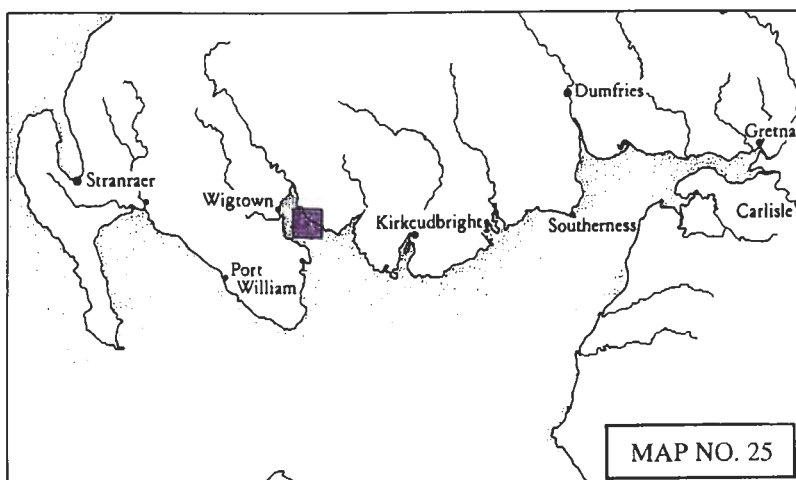 Dumfries
Gretna
Stranraer
Wigtown
Kirkcudbright
Southerness
Carlisle
Port
William
MAP NO. 25